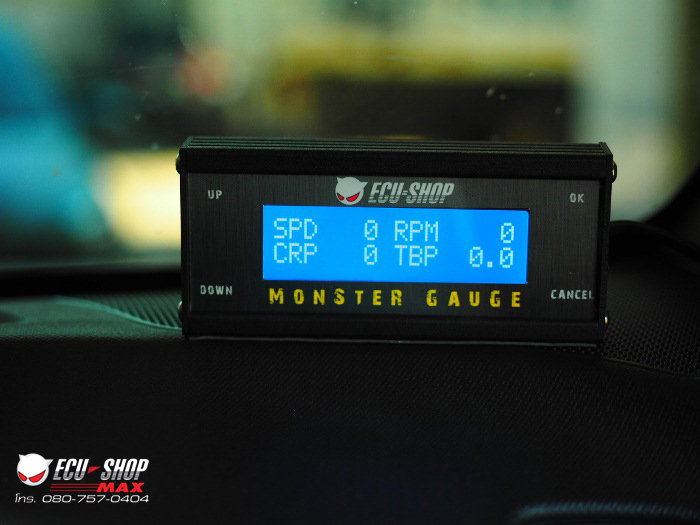 ECU-SHOP
UP
OK
SPD 0 RPM 0
CRP 0 TBP 0.0
DOWN
CANCEL
MONSTER GAUGE
ECU-SHOP
MAX
โทร. 080-757-0404